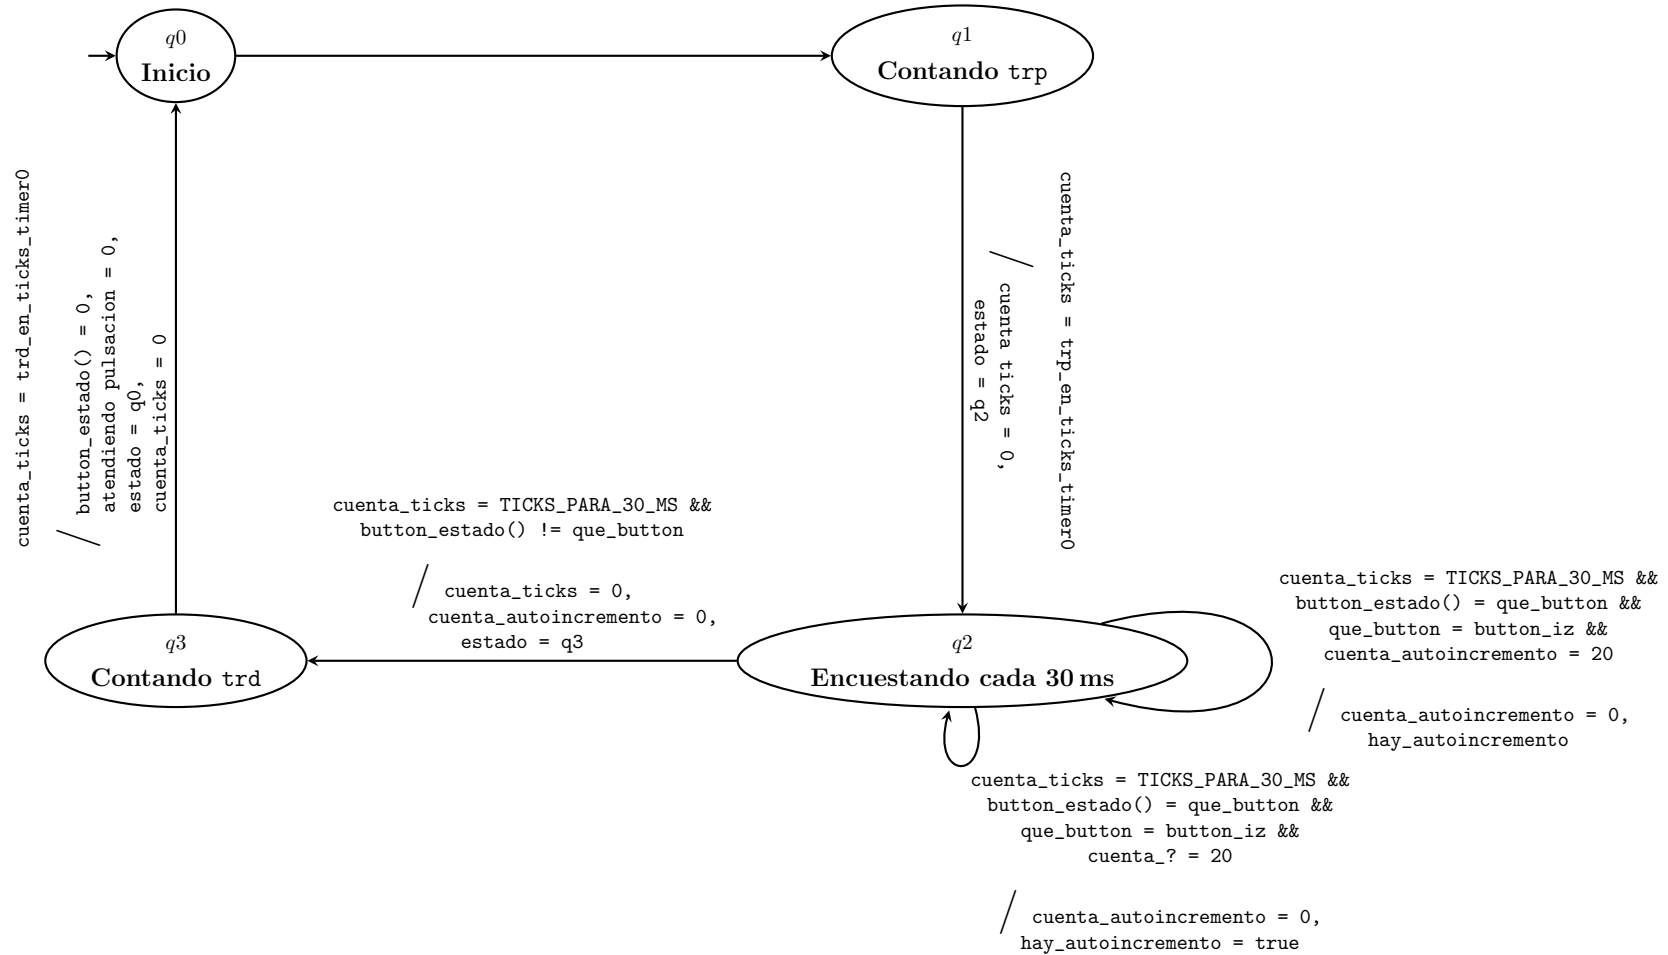 q0
Inicio
q1
Contando trp
cuenta_ticks = trp_en_ticks_timer0
cuenta ticks = 0,
estado = q2
cuenta_ticks = trd_en_ticks_timer0
button_estado() = 0,
atendiendo pulsacion = 0,
estado = q0,
cuenta_ticks = 0
cuenta_ticks = TICKS_PARA_30_MS &&
button_estado() != que_button
cuenta_ticks = 0,
cuenta_autoincremento = 0,
estado = q3
q3
Contando trd
q2
Encuestando cada 30 ms
cuenta_ticks = TICKS_PARA_30_MS &&
button_estado() = que_button &&
que_button = button_iz &&
cuenta_autoincremento = 20
cuenta_autoincremento = 0,
hay_autoincremento
cuenta_ticks = TICKS_PARA_30_MS &&
button_estado() = que_button &&
que_button = button_iz &&
cuenta_? = 20
cuenta_autoincremento = 0,
hay_autoincremento = true